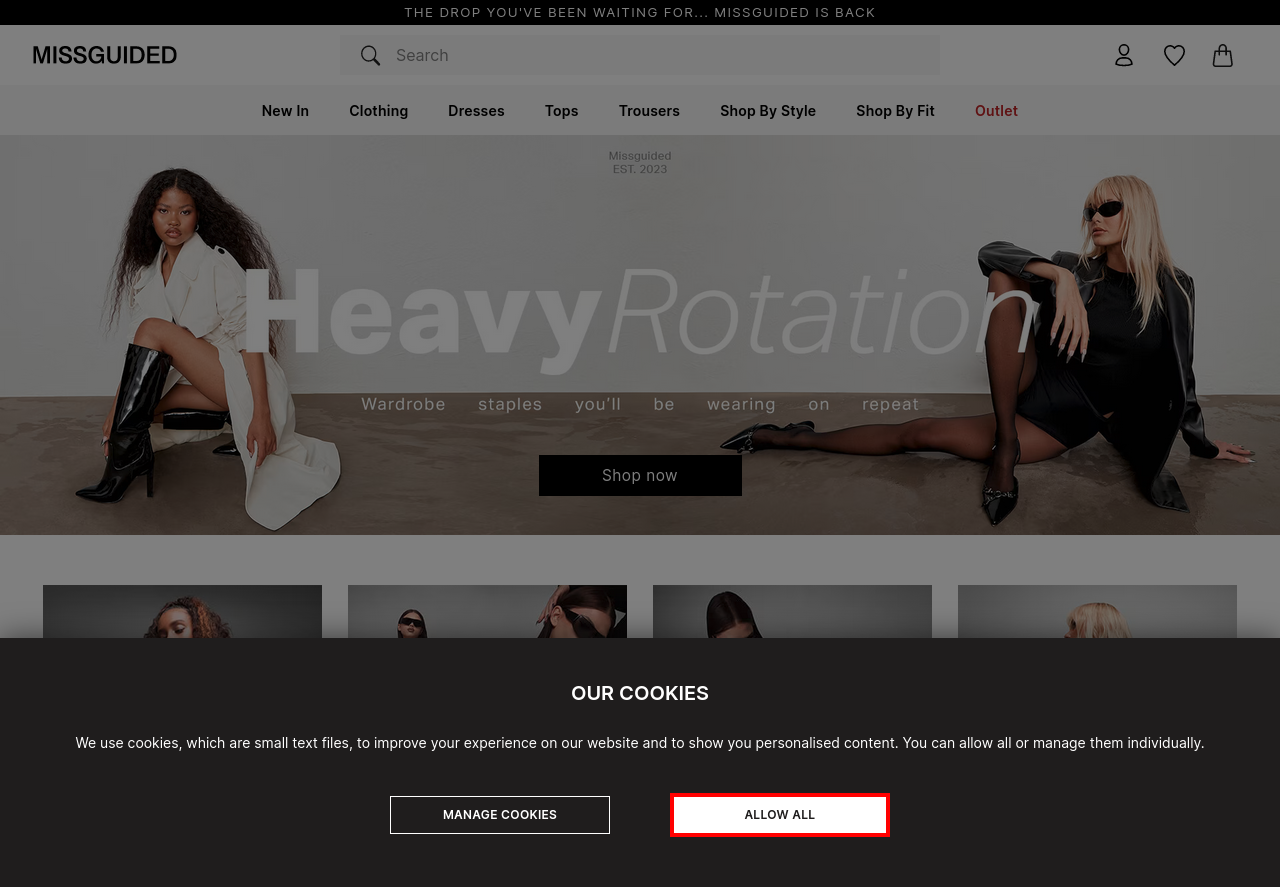 THE DROP YOU'VE BEEN WAITING FOR... MISSGUIDED IS BACK
MISSGUIDED
Search
New In
Clothing
Dresses
Tops
Trousers
Shop By Style
Shop By Fit
Outlet
Missguided
EST. 2023
HeavyRotation
Wardrobe staples you'll be wearing on repeat
Shop now
OUR COOKIES
We use cookies, which are small text files, to improve your experience on our website and to show you personalised content. You can allow all or manage them individually.
MANAGE COOKIES
ALLOW ALL